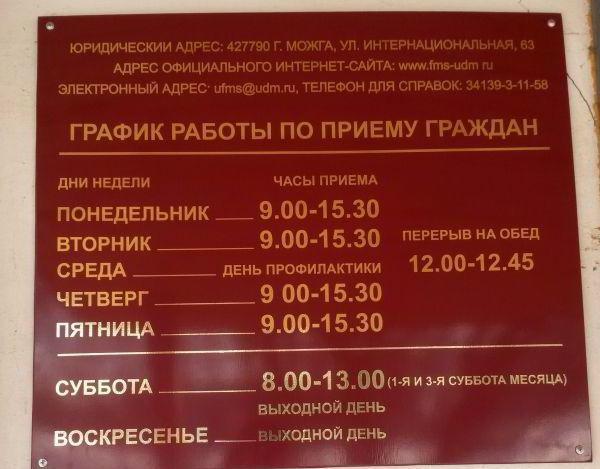 ЮРИДИЧЕСКИЙ АДРЕС: 427790 Г. МОЖГА, УЛ. ИНТЕРНАЦИОНАЛЬНАЯ, 63
АДРЕС ОФИЦИАЛЬНОГО ИНТЕРНЕТ-САЙТА: www.fms-udm ru
ЭЛЕКТРОННЫЙ АДРЕС: ufms@udm.ru, ТЕЛЕФОН ДЛЯ СПРАВОК: 34139-3-11-58
ГРАФИК РАБОТЫ ПО ПРИЕМУ ГРАЖДАН
ДНИ НЕДЕЛИ ЧАСЫ ПРИЕМА
ПОНЕДЕЛЬНИК 9.00-15.30
ВТОРНИК 9.00-15.30 ПЕРЕРЫВ НА ОБЕД
СРЕДА ДЕНЬ ПРОФИЛАКТИКИ 12.00-12.45
ЧЕТВЕРГ 9 00-15.30
ПЯТНИЦА 9.00-15.30
СУББОТА 8.00-13.00 (1-Я И 3-Я СУББОТА МЕСЯЦА)
ВЫХОДНОЙ ДЕНЬ
ВОСКРЕСЕНЬЕ ВЫХОДНОЙ ДЕНЬ